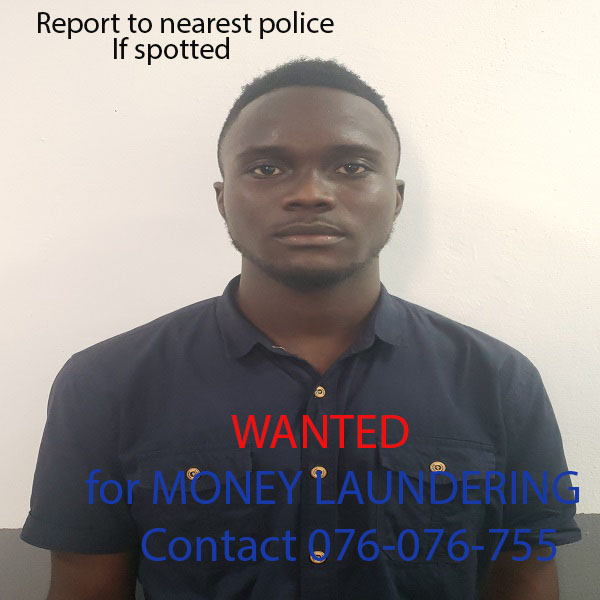 Report to nearest police
If spotted
WANTED
for MONEY LAUNDERING
Contact 076-076-755